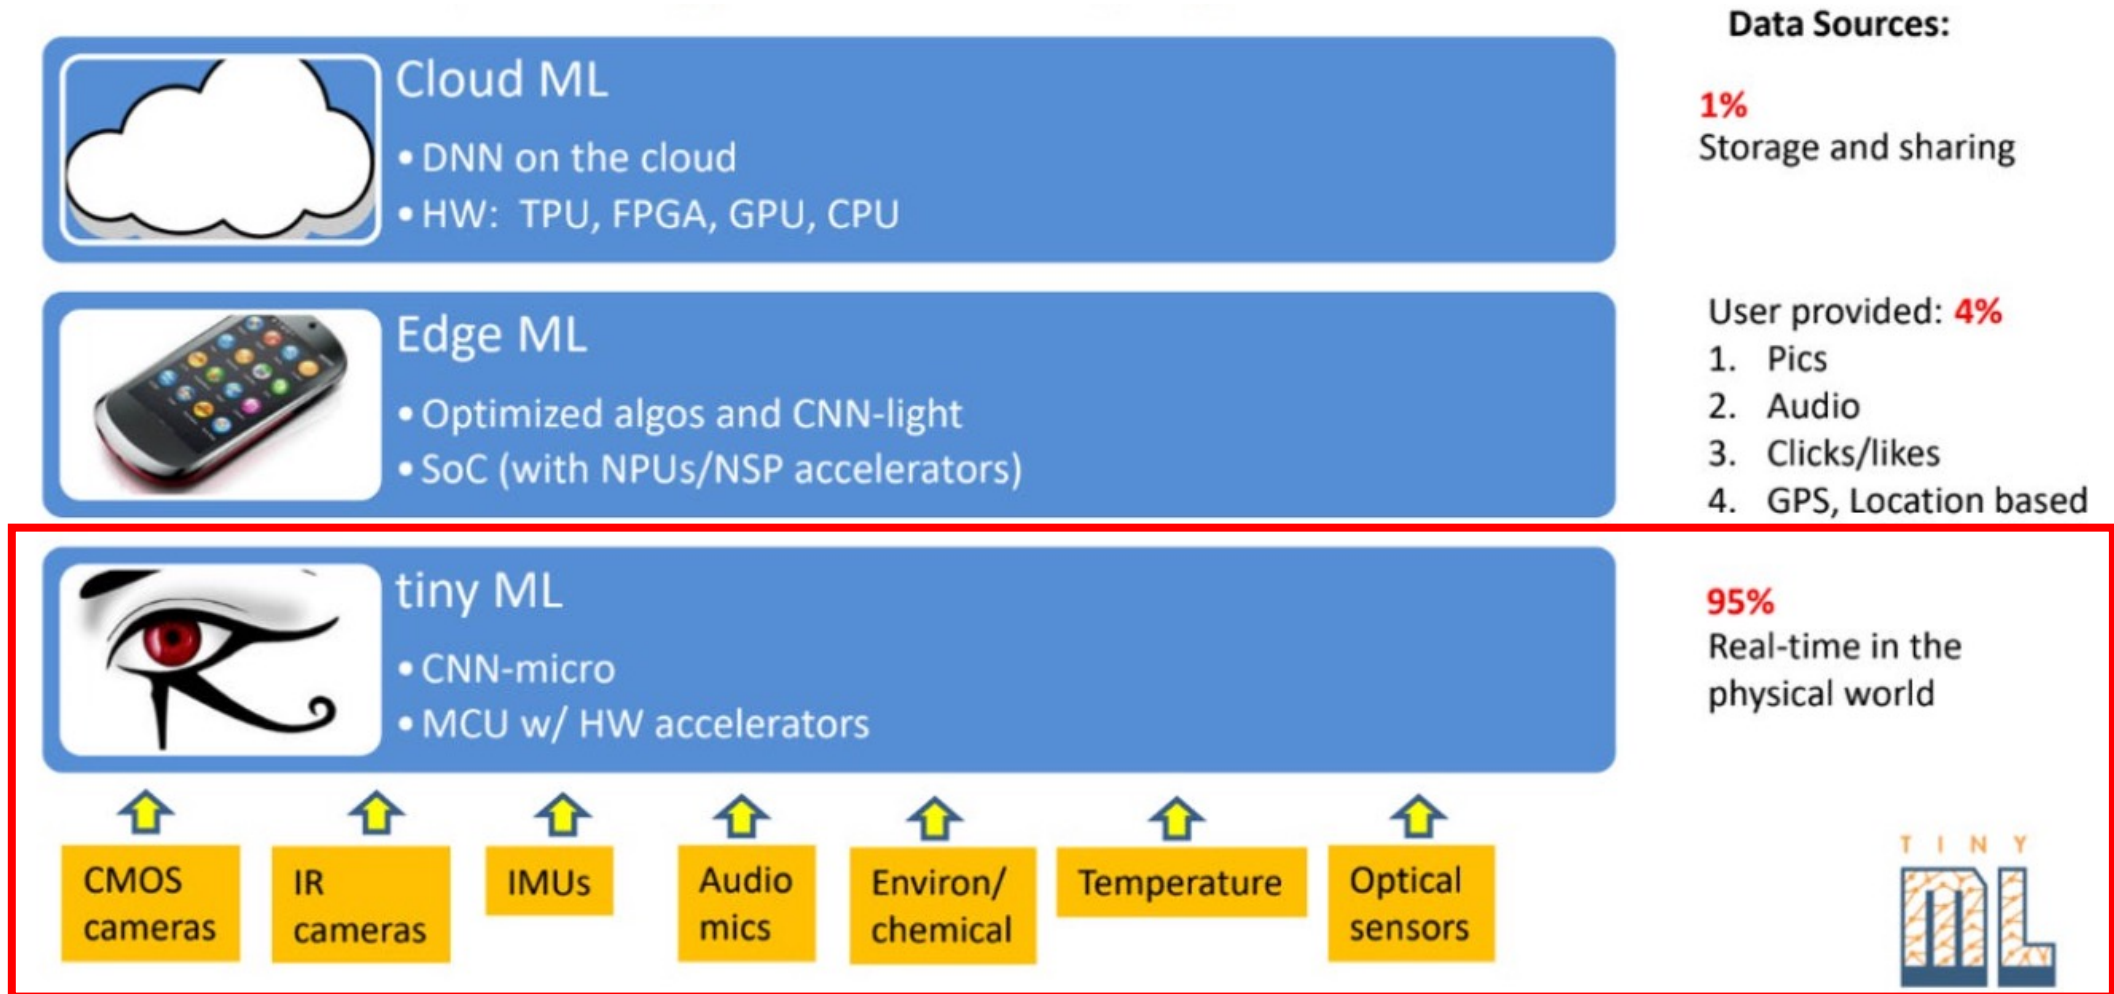 Data Sources:
Cloud ML
• DNN on the cloud
• HW: TPU, FPGA, GPU, CPU
1%
Storage and sharing
Edge ML
• Optimized algos and CNN-light
• SoC (with NPUs/NSP accelerators)
User provided: 4%
1. Pics
2. Audio
3. Clicks/likes
4. GPS, Location based
tiny ML
• CNN-micro
• MCU w/ HW accelerators
95%
Real-time in the
physical world
CMOS
cameras
IR
cameras
IMUs
Audio
mics
Environ/
chemical
Temperature
Optical
sensors
TINY
mL